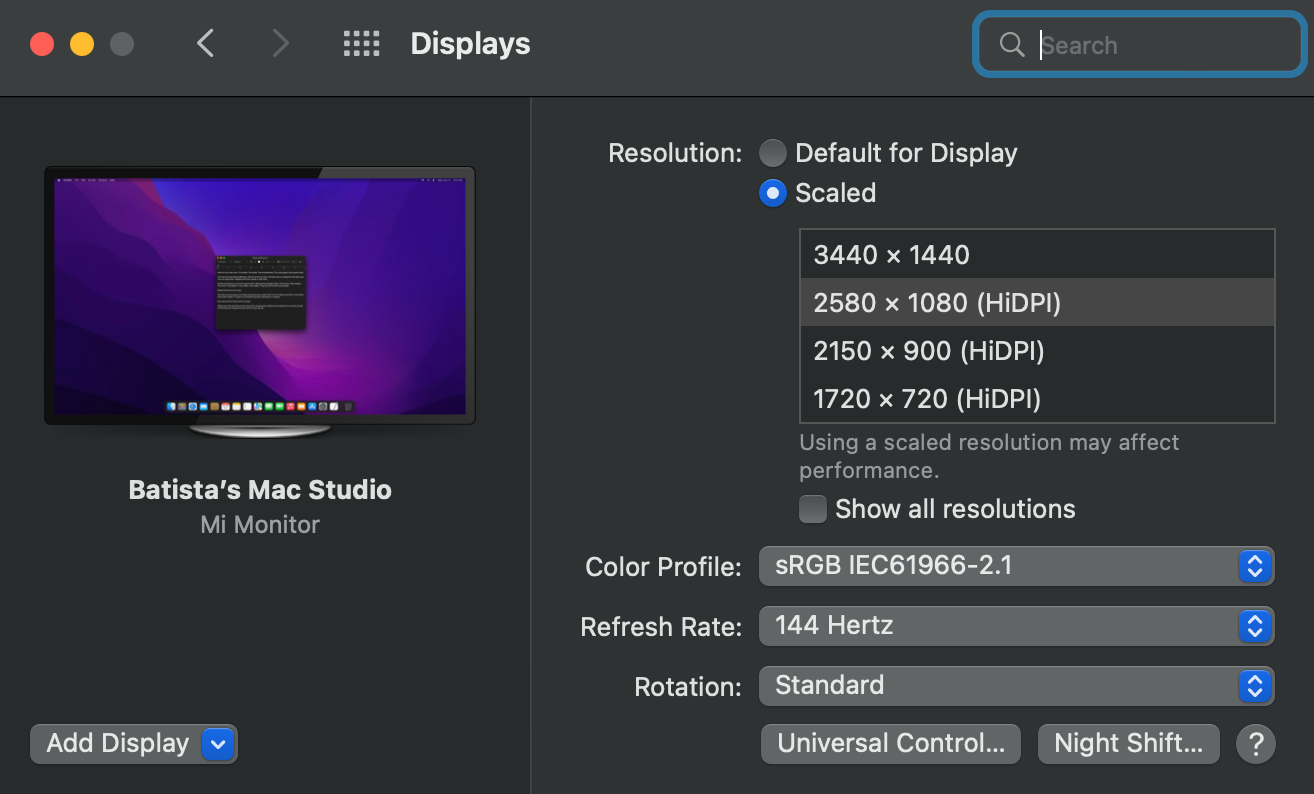 Displays
Search
Batista’s Mac Studio
Mi Monitor
Add Display
Resolution:
Default for Display
Scaled
3440 × 1440
2580 × 1080 (HiDPI)
2150 × 900 (HiDPI)
1720 × 720 (HiDPI)
Using a scaled resolution may affect
performance.
Show all resolutions
Color Profile:
sRGB IEC61966-2.1
Refresh Rate:
144 Hertz
Rotation:
Standard
Universal Control...
Night Shift...
?